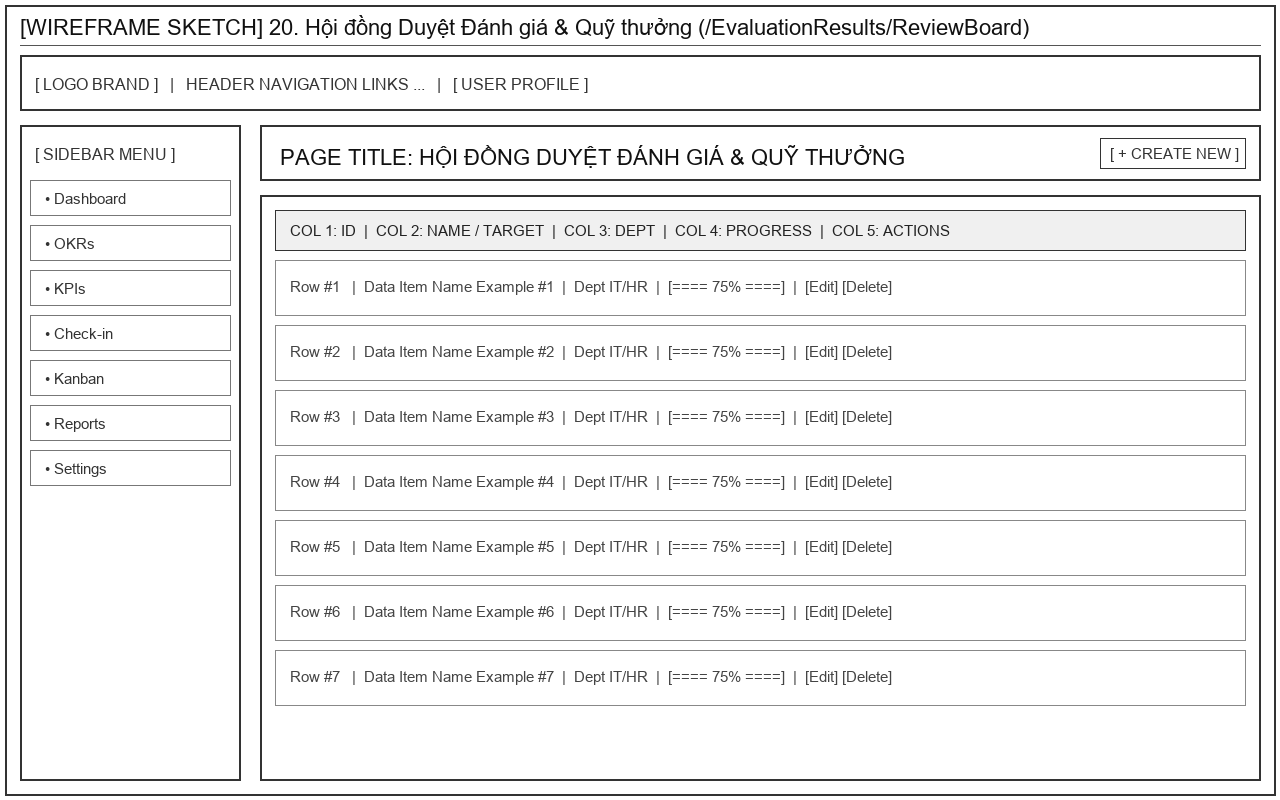 [WIREFRAME SKETCH] 20. Hội đồng Duyệt Đánh giá & Quỹ thưởng (/EvaluationResults/ReviewBoard)
[ LOGO BRAND ] | HEADER NAVIGATION LINKS ... | [ USER PROFILE ]
[ SIDEBAR MENU ]
• Dashboard
• OKRs
• KPIs
• Check-in
• Kanban
• Reports
• Settings
PAGE TITLE: HỘI ĐỒNG DUYỆT ĐÁNH GIÁ & QUỸ THƯỞNG
[ + CREATE NEW ]
COL 1: ID | COL 2: NAME / TARGET | COL 3: DEPT | COL 4: PROGRESS | COL 5: ACTIONS
Row #1 | Data Item Name Example #1 | Dept IT/HR | [==== 75% ====] | [Edit] [Delete]
Row #2 | Data Item Name Example #2 | Dept IT/HR | [==== 75% ====] | [Edit] [Delete]
Row #3 | Data Item Name Example #3 | Dept IT/HR | [==== 75% ====] | [Edit] [Delete]
Row #4 | Data Item Name Example #4 | Dept IT/HR | [==== 75% ====] | [Edit] [Delete]
Row #5 | Data Item Name Example #5 | Dept IT/HR | [==== 75% ====] | [Edit] [Delete]
Row #6 | Data Item Name Example #6 | Dept IT/HR | [==== 75% ====] | [Edit] [Delete]
Row #7 | Data Item Name Example #7 | Dept IT/HR | [==== 75% ====] | [Edit] [Delete]